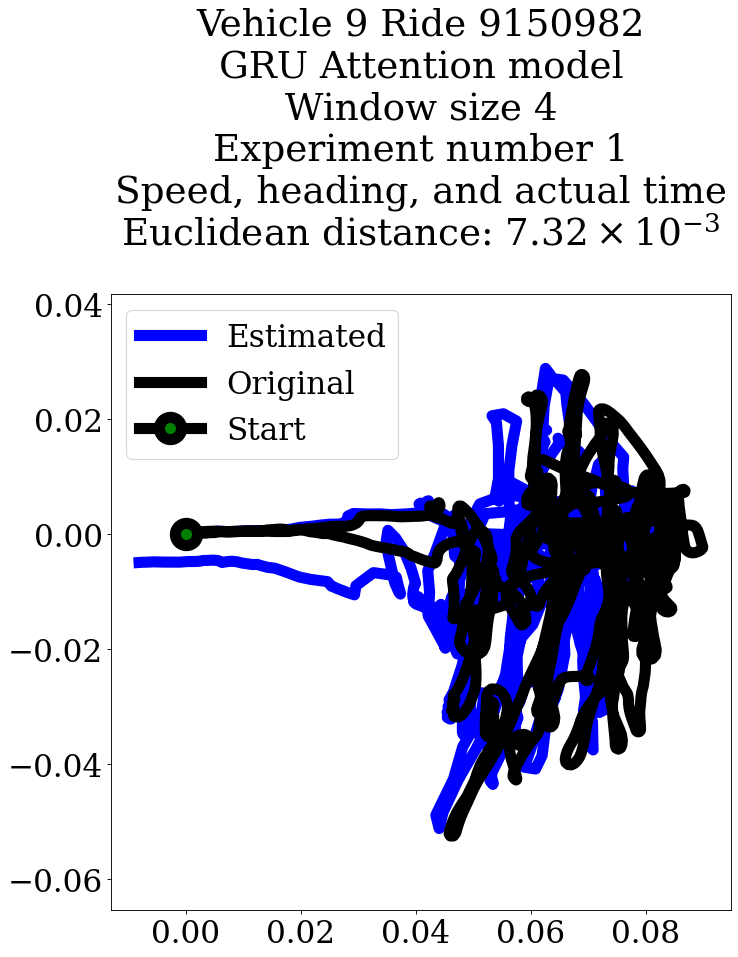 Vehicle 9 Ride 9150982
GRU Attention model
Window size 4
Experiment number 1
Speed, heading, and actual time
Euclidean distance: 7.32 × 10⁻³
0.04
Estimated
Original
0.02
Start
0.00
−0.02
−0.04
−0.06
0.00 0.02 0.04 0.06 0.08